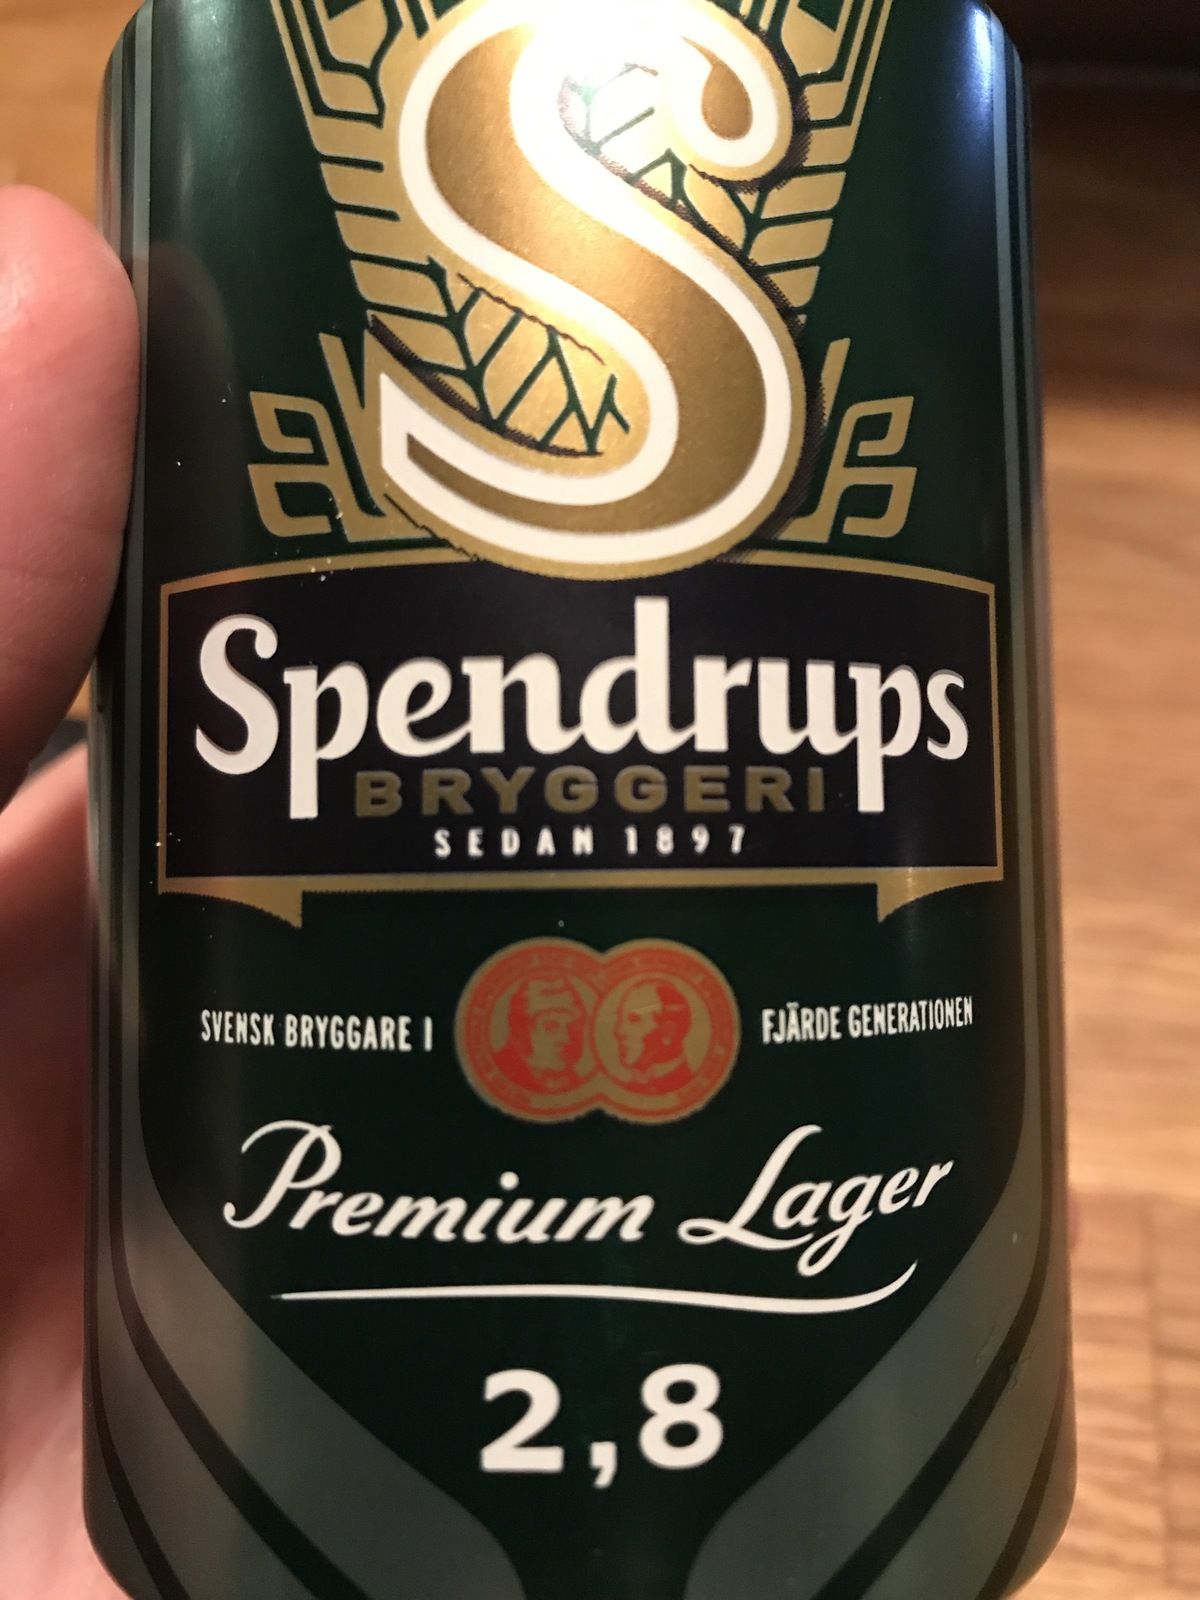 S
Spendrups
BRYGGERI
SEDAN 1897
SVENSK BRYGGARE I FJÄRDE GENERATIONEN
Premium Lager
2,8